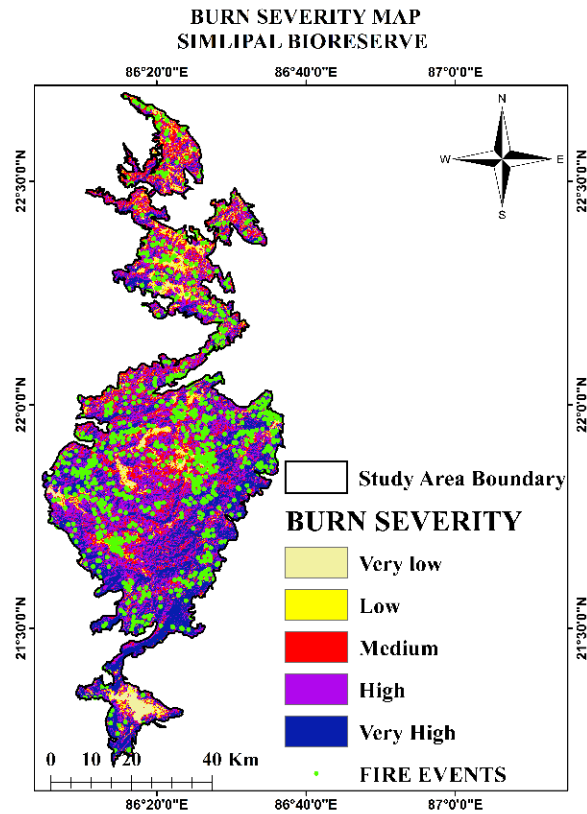 BURN SEVERITY MAP
SIMLIPAL BIORESERVE
86°20'0"E 86°40'0"E 87°0'0"E
N
W E
S
22°30'0"N 22°30'0"N
22°0'0"N 22°0'0"N
Study Area Boundary
BURN SEVERITY
Very low
Low
21°30'0"N 21°30'0"N
Medium
High
Very High
0 10 20 40 Km
FIRE EVENTS
86°20'0"E 86°40'0"E 87°0'0"E